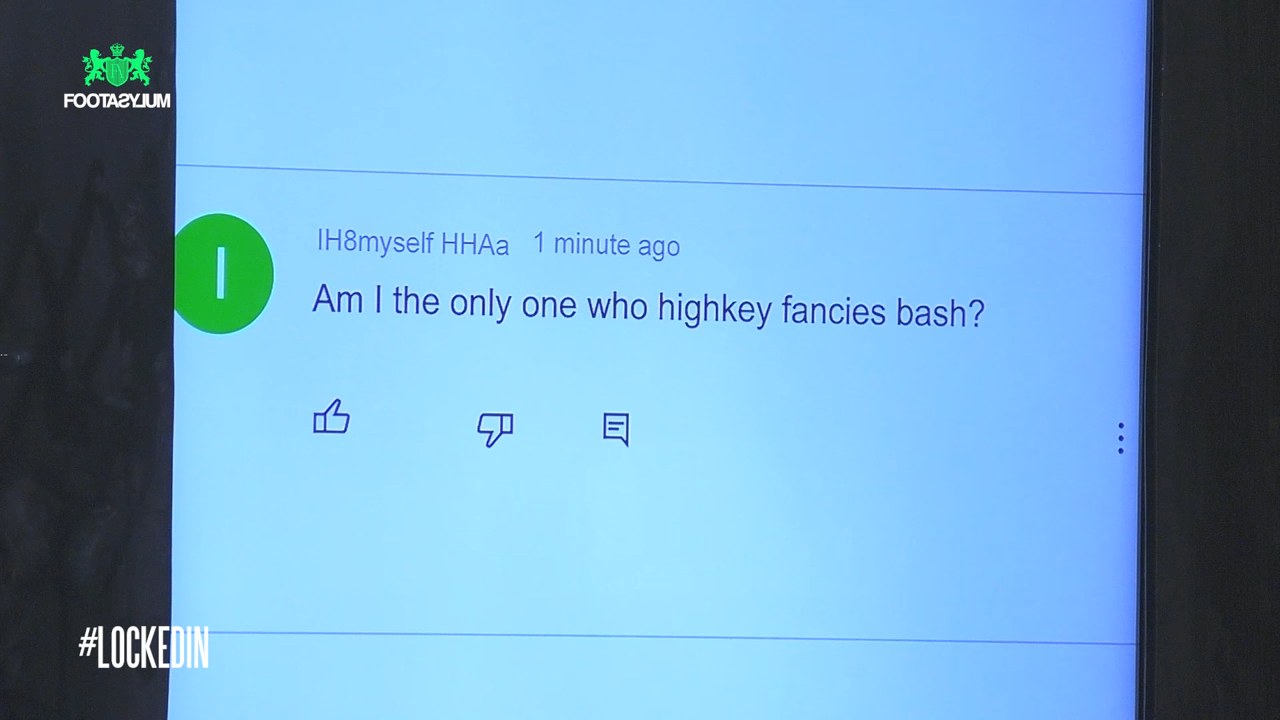 FOOTASYLUM
I
IH8myself HHAa 1 minute ago
Am I the only one who highkey fancies bash?
#LOCKEDIN